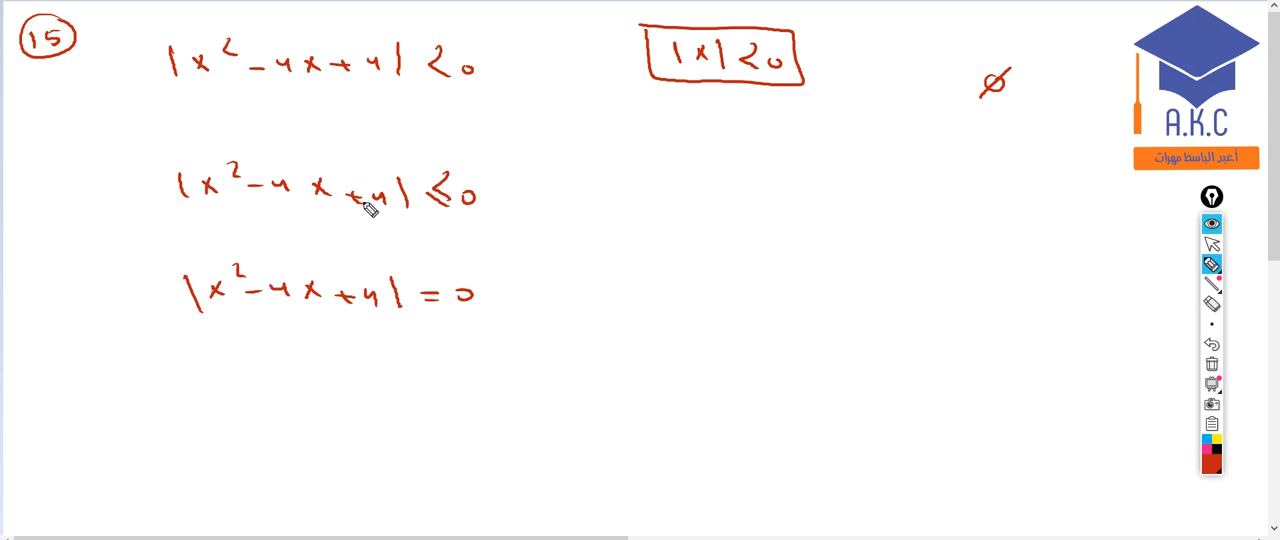 15
|x² - 4x + 4| < 0
|x| < 0
∅
A.K.C
أعبد الباسط مهرات
|x² - 4x + 4| ≤ 0
|x² - 4x + 4| = 0